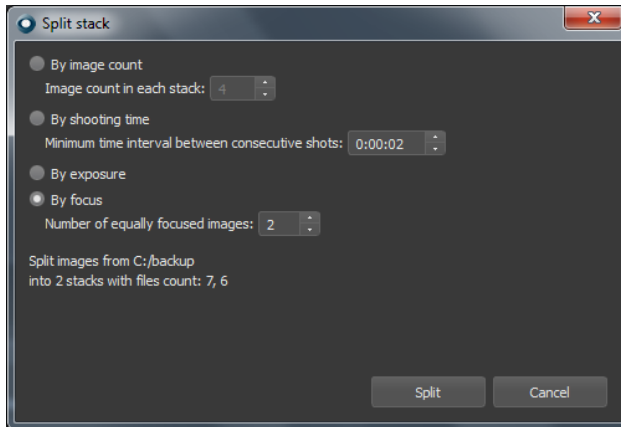 Split stack
By image count
Image count in each stack: 4
By shooting time
Minimum time interval between consecutive shots: 0:00:02
By exposure
By focus
Number of equally focused images: 2
Split images from C:/backup
into 2 stacks with files count: 7, 6
Split Cancel